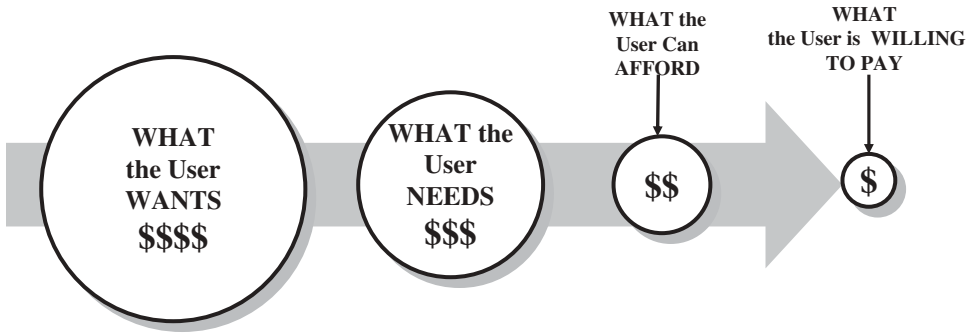 WHAT
the User
WANTS
$$$$
WHAT the
User
NEEDS
$$$
WHAT the
User Can
AFFORD
$$
WHAT
the User is WILLING
TO PAY
$